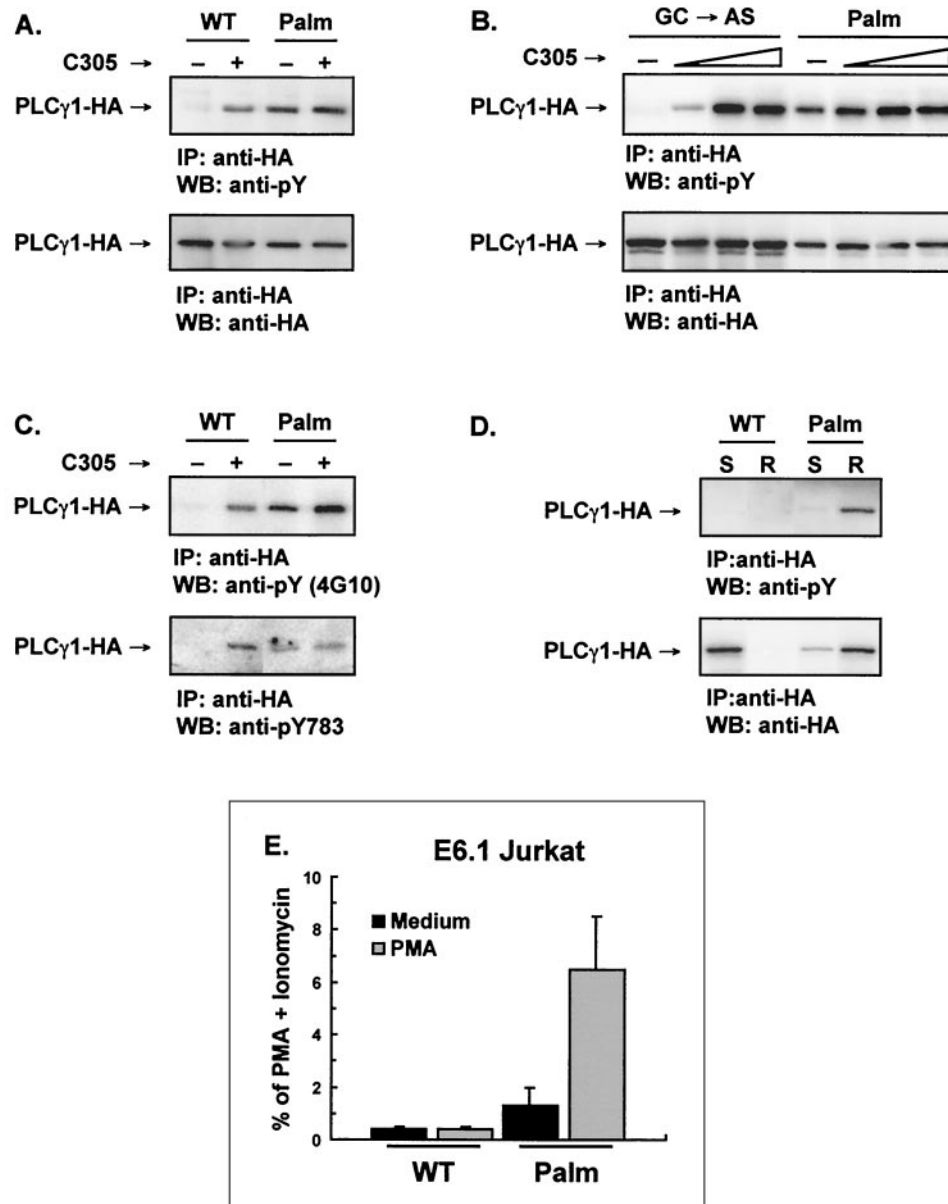 A.
WT Palm
C305 → – + – +
PLCγ1-HA →
IP: anti-HA
WB: anti-pY
PLCγ1-HA →
IP: anti-HA
WB: anti-HA
B.
GC → AS Palm
C305 → – –
PLCγ1-HA →
IP: anti-HA
WB: anti-pY
PLCγ1-HA →
IP: anti-HA
WB: anti-HA
C.
WT Palm
C305 → – + – +
PLCγ1-HA →
IP: anti-HA
WB: anti-pY (4G10)
PLCγ1-HA →
IP: anti-HA
WB: anti-pY783
D.
WT Palm
S R S R
PLCγ1-HA →
IP:anti-HA
WB: anti-pY
PLCγ1-HA →
IP:anti-HA
WB: anti-HA
E.
E6.1 Jurkat
% of PMA + Ionomycin
10
8
6
4
2
0
Medium
PMA
WT Palm